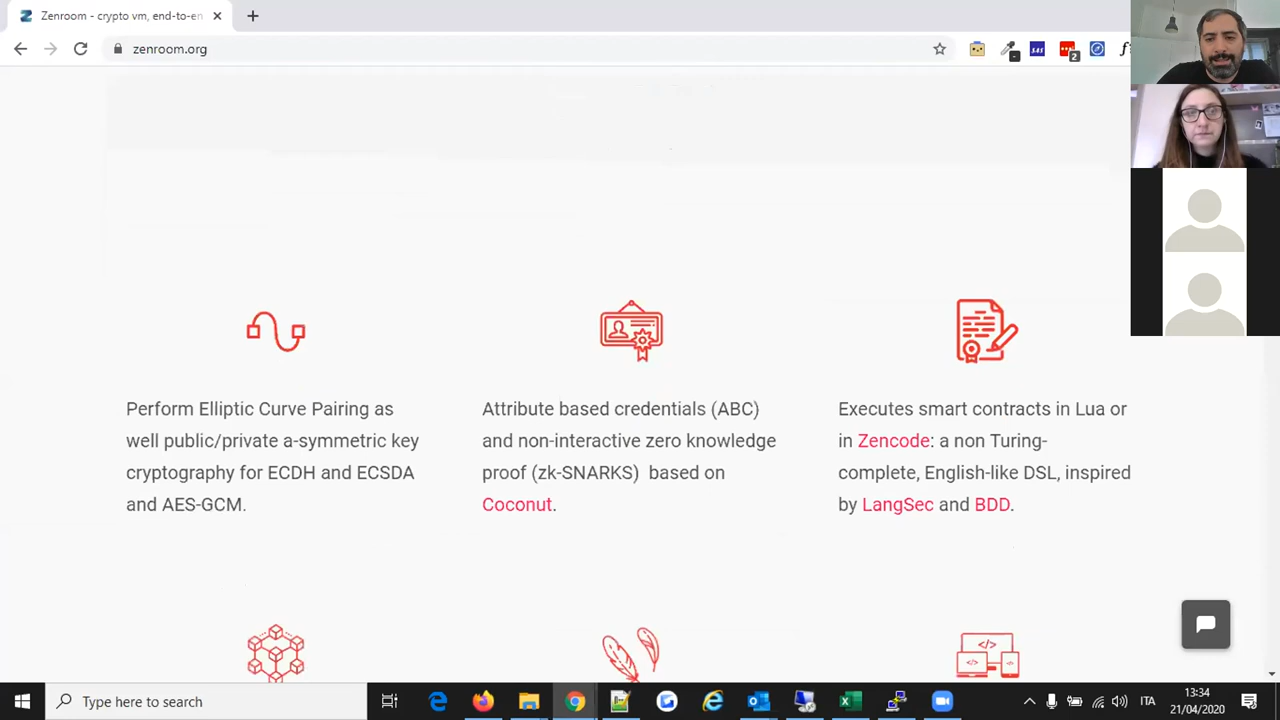 Zenroom - crypto vm, end-to-en
zenroom.org
SAS
2
Perform Elliptic Curve Pairing as
well public/private a-symmetric key
cryptography for ECDH and ECSDA
and AES-GCM.
Attribute based credentials (ABC)
and non-interactive zero knowledge
proof (zk-SNARKS) based on
Coconut.
Executes smart contracts in Lua or
in Zencode: a non Turing-
complete, English-like DSL, inspired
by LangSec and BDD.
Type here to search
ITA
13:34
21/04/2020